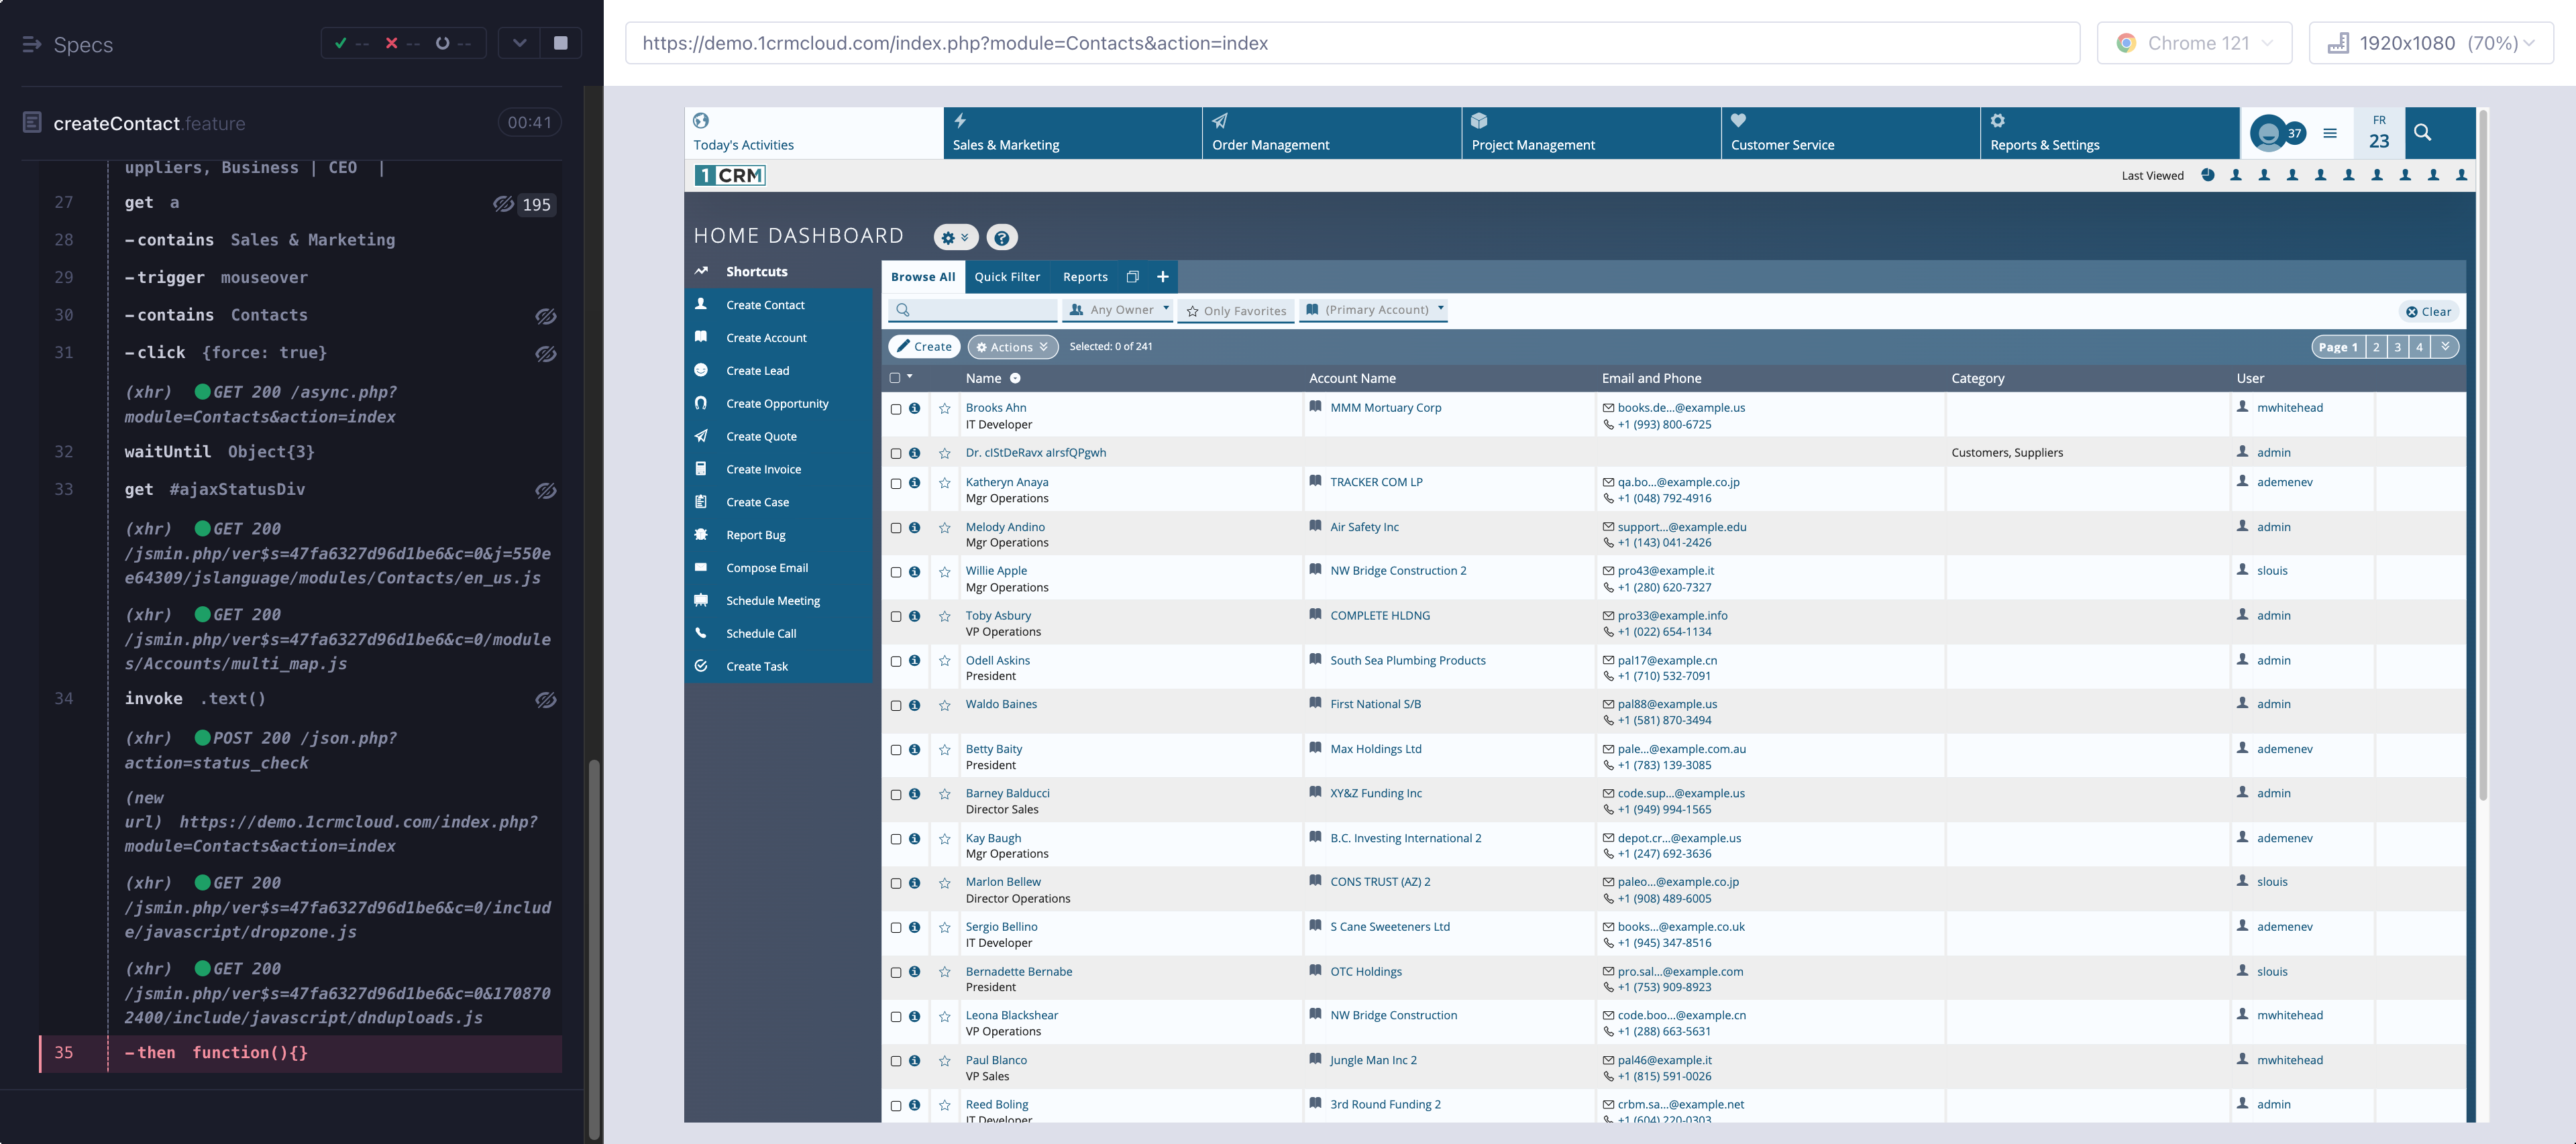 Specs
-- -- --
createContact.feature
00:41
uppliers, Business | CEO |
27 get a 195
28 -contains Sales & Marketing
29 -trigger mouseover
30 -contains Contacts
31 -click {force: true}
(xhr) GET 200 /async.php?
module=Contacts&action=index
32 waitUntil Object{3}
33 get #ajaxStatusDiv
(xhr) GET 200
/jsmin.php/ver$s=47fa6327d96d1be6&c=0&j=550e
e64309/jslanguage/modules/Contacts/en_us.js
(xhr) GET 200
/jsmin.php/ver$s=47fa6327d96d1be6&c=0/module
s/Accounts/multi_map.js
34 invoke .text()
(xhr) POST 200 /json.php?
action=status_check
(new
url) https://demo.1crmcloud.com/index.php?
module=Contacts&action=index
(xhr) GET 200
/jsmin.php/ver$s=47fa6327d96d1be6&c=0/includ
e/javascript/dropzone.js
(xhr) GET 200
/jsmin.php/ver$s=47fa6327d96d1be6&c=0&170870
2400/include/javascript/dnduploads.js
35 -then function(){}
https://demo.1crmcloud.com/index.php?module=Contacts&action=index
Chrome 121
1920x1080 (70%)
Today's Activities
Sales & Marketing
Order Management
Project Management
Customer Service
Reports & Settings
37
FR
23
1 CRM
Last Viewed
HOME DASHBOARD
Shortcuts
Create Contact
Create Account
Create Lead
Create Opportunity
Create Quote
Create Invoice
Create Case
Report Bug
Compose Email
Schedule Meeting
Schedule Call
Create Task
Browse All Quick Filter Reports
Any Owner Only Favorites (Primary Account) Clear
Create Actions Selected: 0 of 241 Page 1 2 3 4
Name Account Name Email and Phone Category User
Brooks Ahn MMM Mortuary Corp books.de...@example.us mwhitehead
IT Developer +1 (993) 800-6725
Dr. cIStDeRavx alrsfQPgwh Customers, Suppliers admin
Katheryn Anaya TRACKER COM LP qa.bo...@example.co.jp ademenev
Mgr Operations +1 (048) 792-4916
Melody Andino Air Safety Inc support...@example.edu admin
Mgr Operations +1 (143) 041-2426
Willie Apple NW Bridge Construction 2 pro43@example.it slouis
Mgr Operations +1 (280) 620-7327
Toby Asbury COMPLETE HLDNG pro33@example.info admin
VP Operations +1 (022) 654-1134
Odell Askins South Sea Plumbing Products pal17@example.cn admin
President +1 (710) 532-7091
Waldo Baines First National S/B pal88@example.us admin
+1 (581) 870-3494
Betty Baity Max Holdings Ltd pale...@example.com.au ademenev
President +1 (783) 139-3085
Barney Balducci XY&Z Funding Inc code.sup...@example.us admin
Director Sales +1 (949) 994-1565
Kay Baugh B.C. Investing International 2 depot.cr...@example.us ademenev
Mgr Operations +1 (247) 692-3636
Marlon Bellew CONS TRUST (AZ) 2 paleo...@example.co.jp slouis
Director Operations +1 (908) 489-6005
Sergio Bellino S Cane Sweeteners Ltd books...@example.co.uk ademenev
IT Developer +1 (945) 347-8516
Bernadette Bernabe OTC Holdings pro.sal...@example.com slouis
President +1 (753) 909-8923
Leona Blackshear NW Bridge Construction code.boo...@example.cn mwhitehead
VP Operations +1 (288) 663-5631
Paul Blanco Jungle Man Inc 2 pal46@example.it mwhitehead
VP Sales +1 (815) 591-0026
Reed Boling 3rd Round Funding 2 crbm.sa...@example.net admin
IT Developer +1 (604) 220-0303